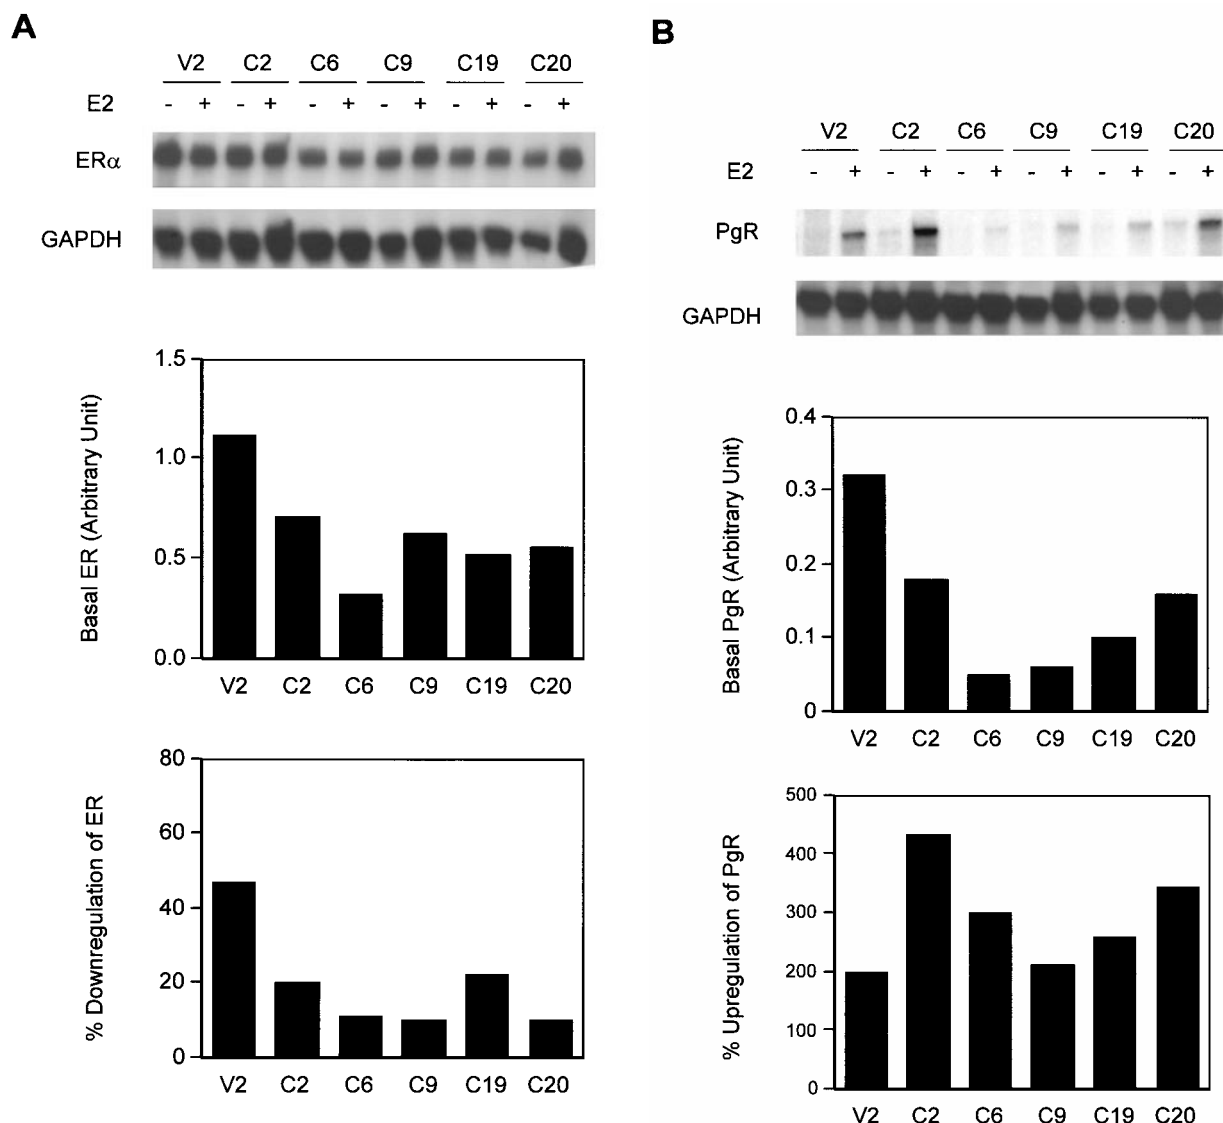 A
V2 C2 C6 C9 C19 C20
E2 - + - + - + - + - + - +
ERα
GAPDH
Basal ER (Arbitrary Unit)
1.5
1.0
0.5
0.0
V2 C2 C6 C9 C19 C20
% Downregulation of ER
80
60
40
20
0
V2 C2 C6 C9 C19 C20
B
V2 C2 C6 C9 C19 C20
E2 - + - + - + - + - + - +
PgR
GAPDH
Basal PgR (Arbitrary Unit)
0.4
0.3
0.2
0.1
0
V2 C2 C6 C9 C19 C20
% Upregulation of PgR
500
400
300
200
100
0
V2 C2 C6 C9 C19 C20